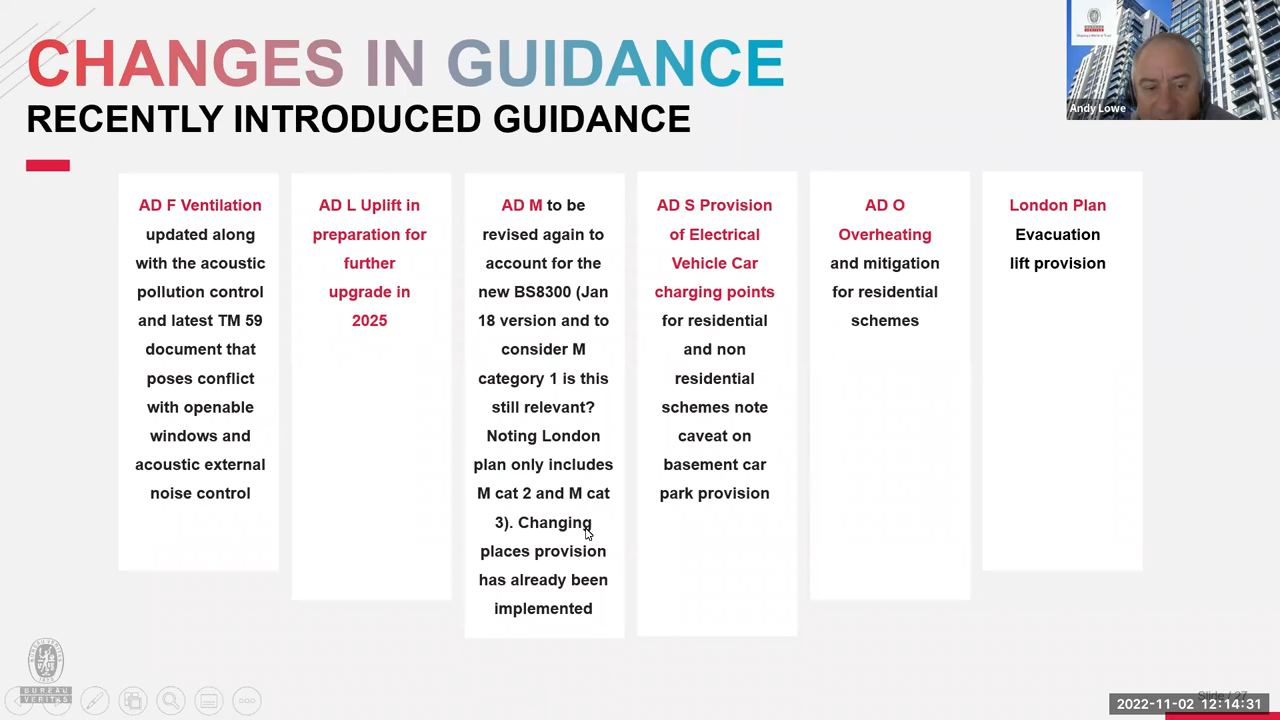 CHANGES IN GUIDANCE
RECENTLY INTRODUCED GUIDANCE
Andy Lowe
AD F Ventilation
updated along
with the acoustic
pollution control
and latest TM 59
document that
poses conflict
with openable
windows and
acoustic external
noise control
AD L Uplift in
preparation for
further
upgrade in
2025
AD M to be
revised again to
account for the
new BS8300 (Jan
18 version and to
consider M
category 1 is this
still relevant?
Noting London
plan only includes
M cat 2 and M cat
3). Changing
places provision
has already been
implemented
AD S Provision
of Electrical
Vehicle Car
charging points
for residential
and non
residential
schemes note
caveat on
basement car
park provision
AD O
Overheating
and mitigation
for residential
schemes
London Plan
Evacuation
lift provision
BUREAU
VERITAS
Slide / 27
2022-11-02 12:14:31